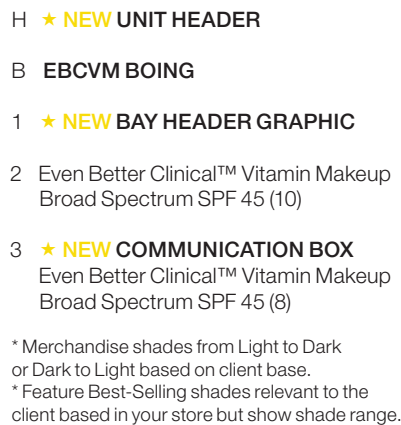 H ★ NEW UNIT HEADER
B EBCVM BOING
1 ★ NEW BAY HEADER GRAPHIC
2 Even Better Clinical™ Vitamin Makeup
Broad Spectrum SPF 45 (10)
3 ★ NEW COMMUNICATION BOX
Even Better Clinical™ Vitamin Makeup
Broad Spectrum SPF 45 (8)
* Merchandise shades from Light to Dark
or Dark to Light based on client base.
* Feature Best-Selling shades relevant to the
client based in your store but show shade range.